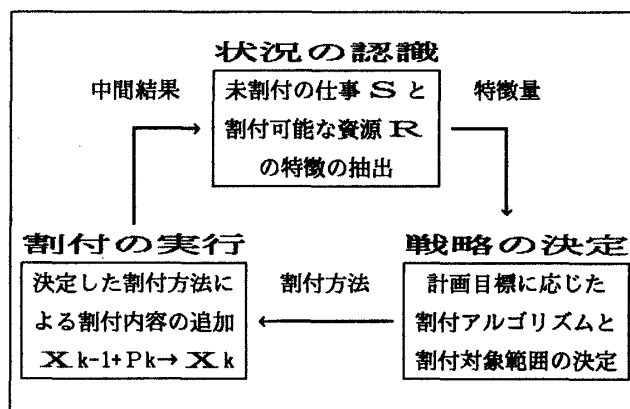 状況の認識
中間結果
未割付の仕事 S と
割付可能な資源 R
の特徴の抽出
特徴量
割付の実行
決定した割付方法に
よる割付内容の追加
X k-1+Pk→ X k
割付方法
戦略の決定
計画目標に応じた
割付アルゴリズムと
割付対象範囲の決定